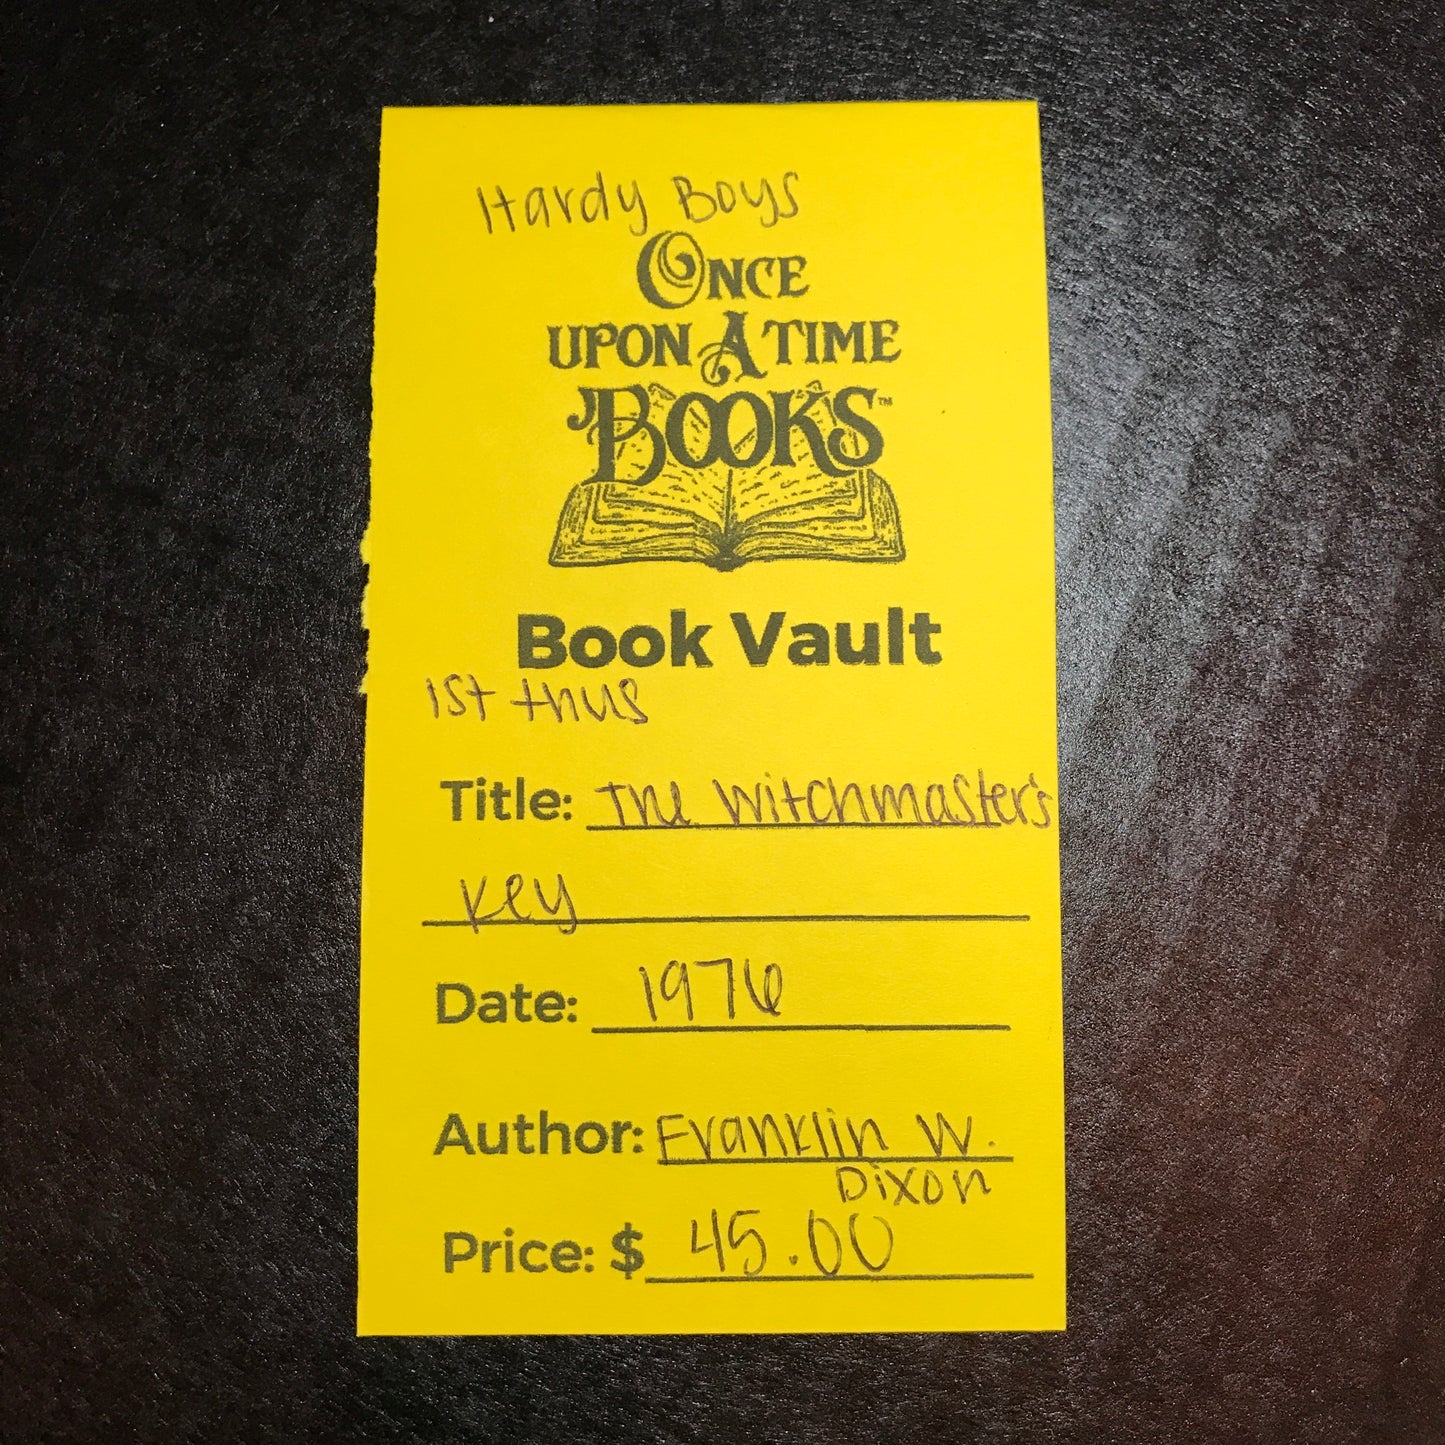 Hardy Boys
ONCE
UPON A TIME
BOOKS™
Book Vault
1st thus
Title: The Witchmaster's
Key
Date: 1976
Author: Franklin W.
Dixon
Price: $ 45.00